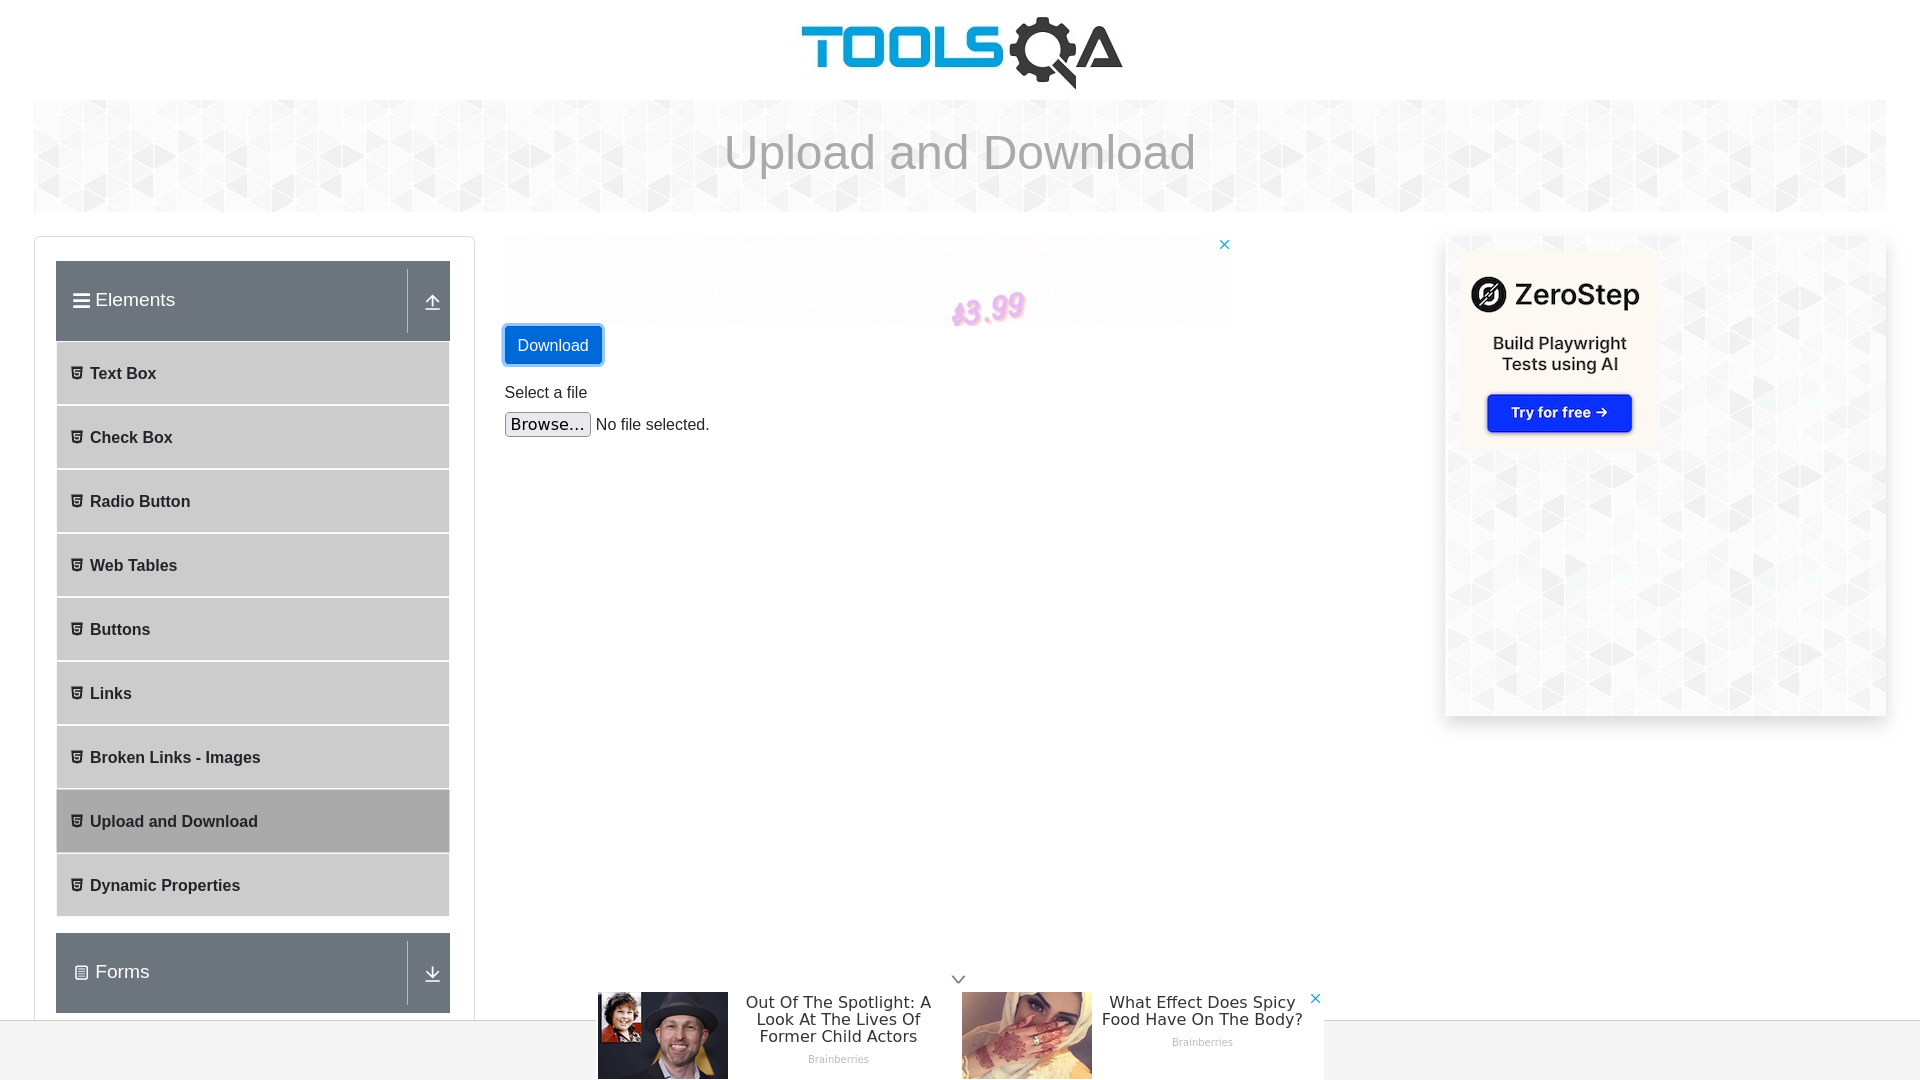 TOOLSQA
Upload and Download
Elements
Text Box
Check Box
Radio Button
Web Tables
Buttons
Links
Broken Links - Images
Upload and Download
Dynamic Properties
Forms
$3.99
Download
Select a file
Browse... No file selected.
ZeroStep
Build Playwright
Tests using AI
Try for free →
Out Of The Spotlight: A
Look At The Lives Of
Former Child Actors
Brainberries
What Effect Does Spicy
Food Have On The Body?
Brainberries